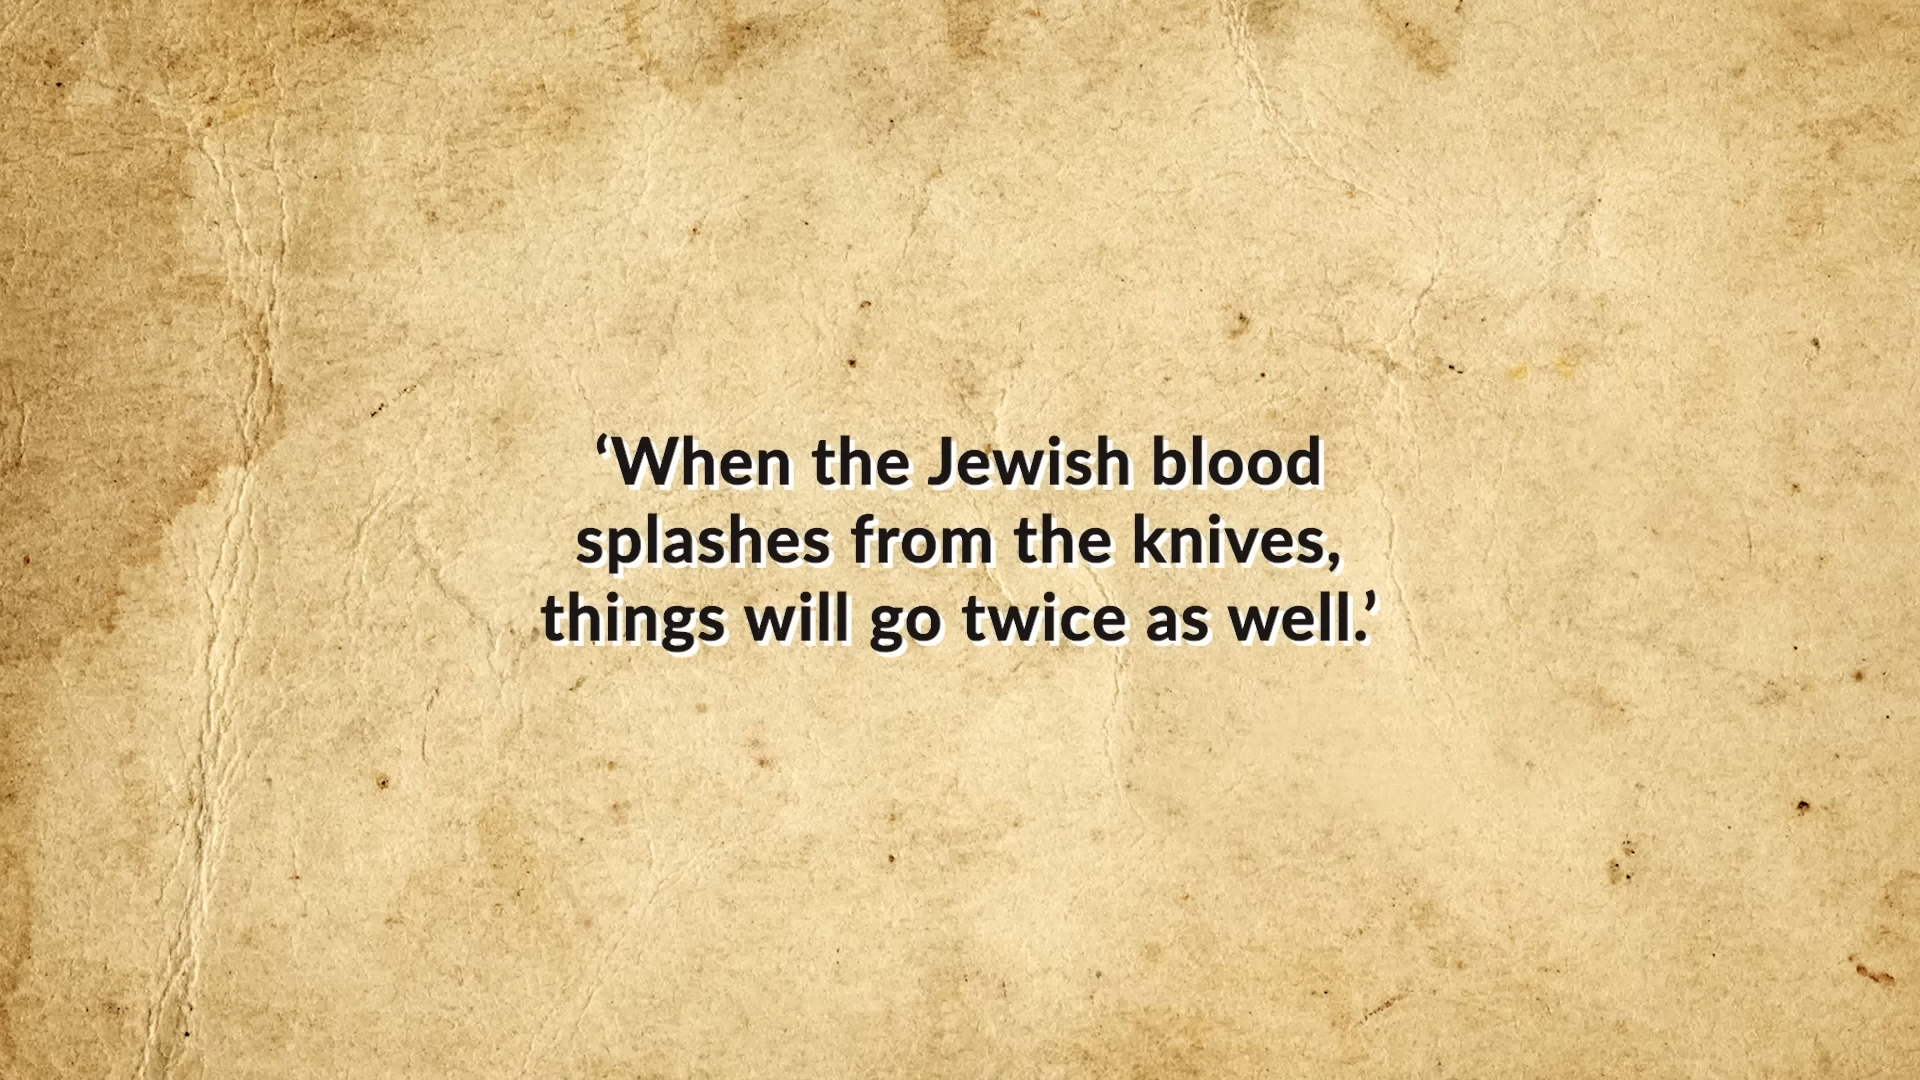 ‘When the Jewish blood
splashes from the knives,
things will go twice as well.’